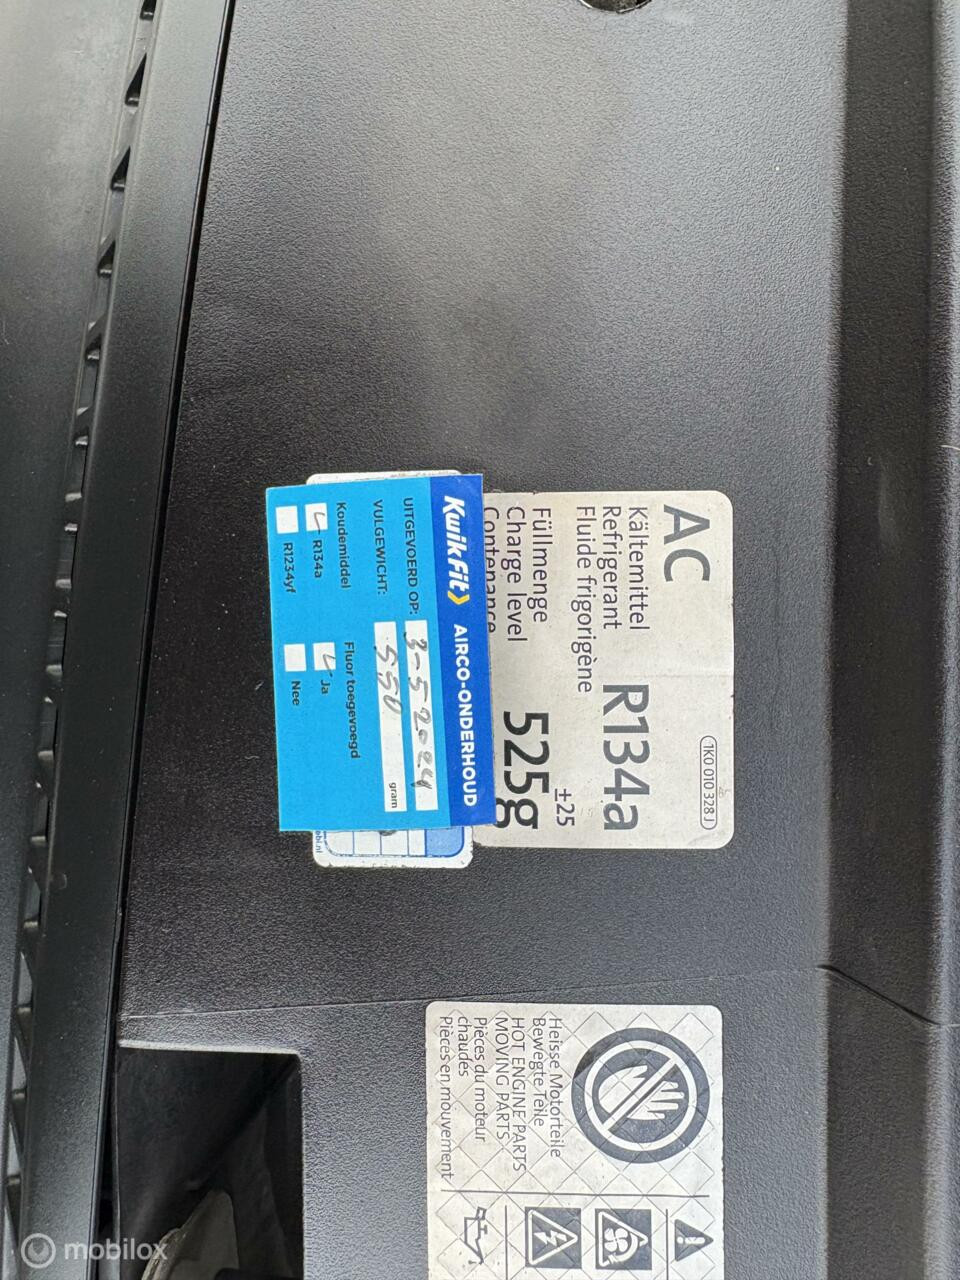 AC
1K0 010 328 J
Kältemittel
Refrigerant
Fluide frigorigène
R134a
Füllmenge
Charge level
Contenance
525g
±25
KwikFit AIRCO-ONDERHOUD
UITGEVOERD OP: 3-5 2024
VULGEWICHT: 550 gram
Koudemiddel
R134a
R1234yf
Fluor toegevoegd
Ja
Nee
Heisse Motorteile
Bewegte Teile
HOT ENGINE PARTS
MOVING PARTS
Pièces du moteur
chaudes
Pièces en mouvement
mobilox